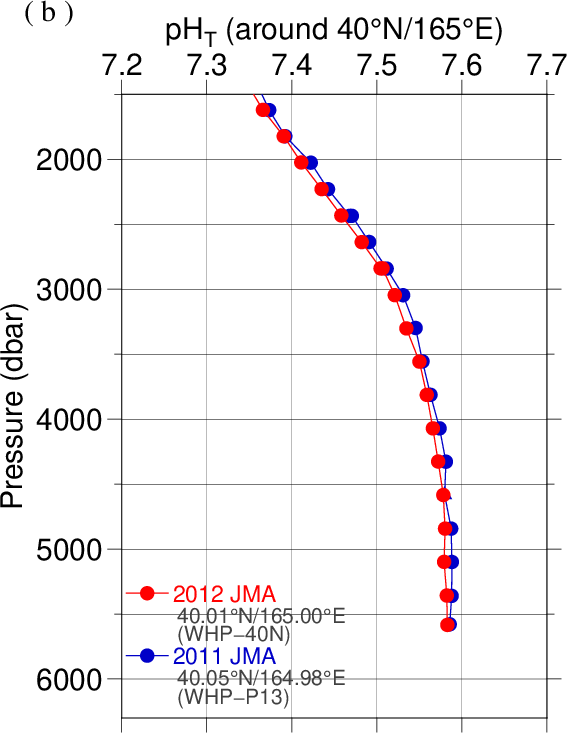 ( b )
pHT (around 40°N/165°E)
7.2 7.3 7.4 7.5 7.6 7.7
Pressure (dbar)
2000
3000
4000
5000
6000
2012 JMA
40.01°N/165.00°E
(WHP−40N)
2011 JMA
40.05°N/164.98°E
(WHP−P13)